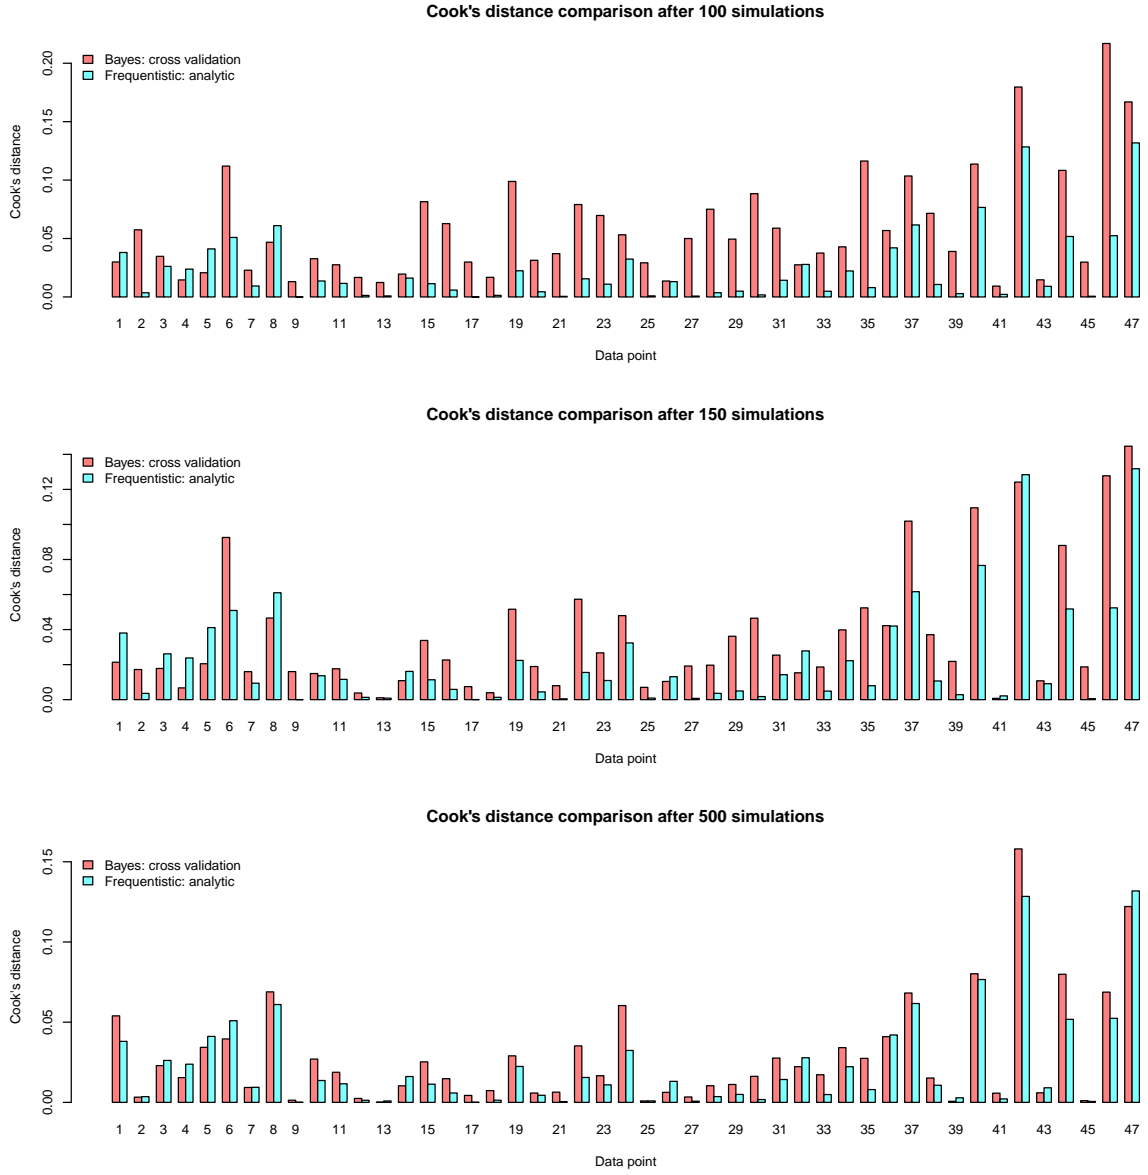 Cook's distance comparison after 100 simulations
Bayes: cross validation
Frequentistic: analytic
Cook's distance
0.00 0.05 0.10 0.15 0.20
1 2 3 4 5 6 7 8 9 11 13 15 17 19 21 23 25 27 29 31 33 35 37 39 41 43 45 47
Data point
Cook's distance comparison after 150 simulations
Bayes: cross validation
Frequentistic: analytic
Cook's distance
0.00 0.04 0.08 0.12
1 2 3 4 5 6 7 8 9 11 13 15 17 19 21 23 25 27 29 31 33 35 37 39 41 43 45 47
Data point
Cook's distance comparison after 500 simulations
Bayes: cross validation
Frequentistic: analytic
Cook's distance
0.00 0.05 0.10 0.15
1 2 3 4 5 6 7 8 9 11 13 15 17 19 21 23 25 27 29 31 33 35 37 39 41 43 45 47
Data point